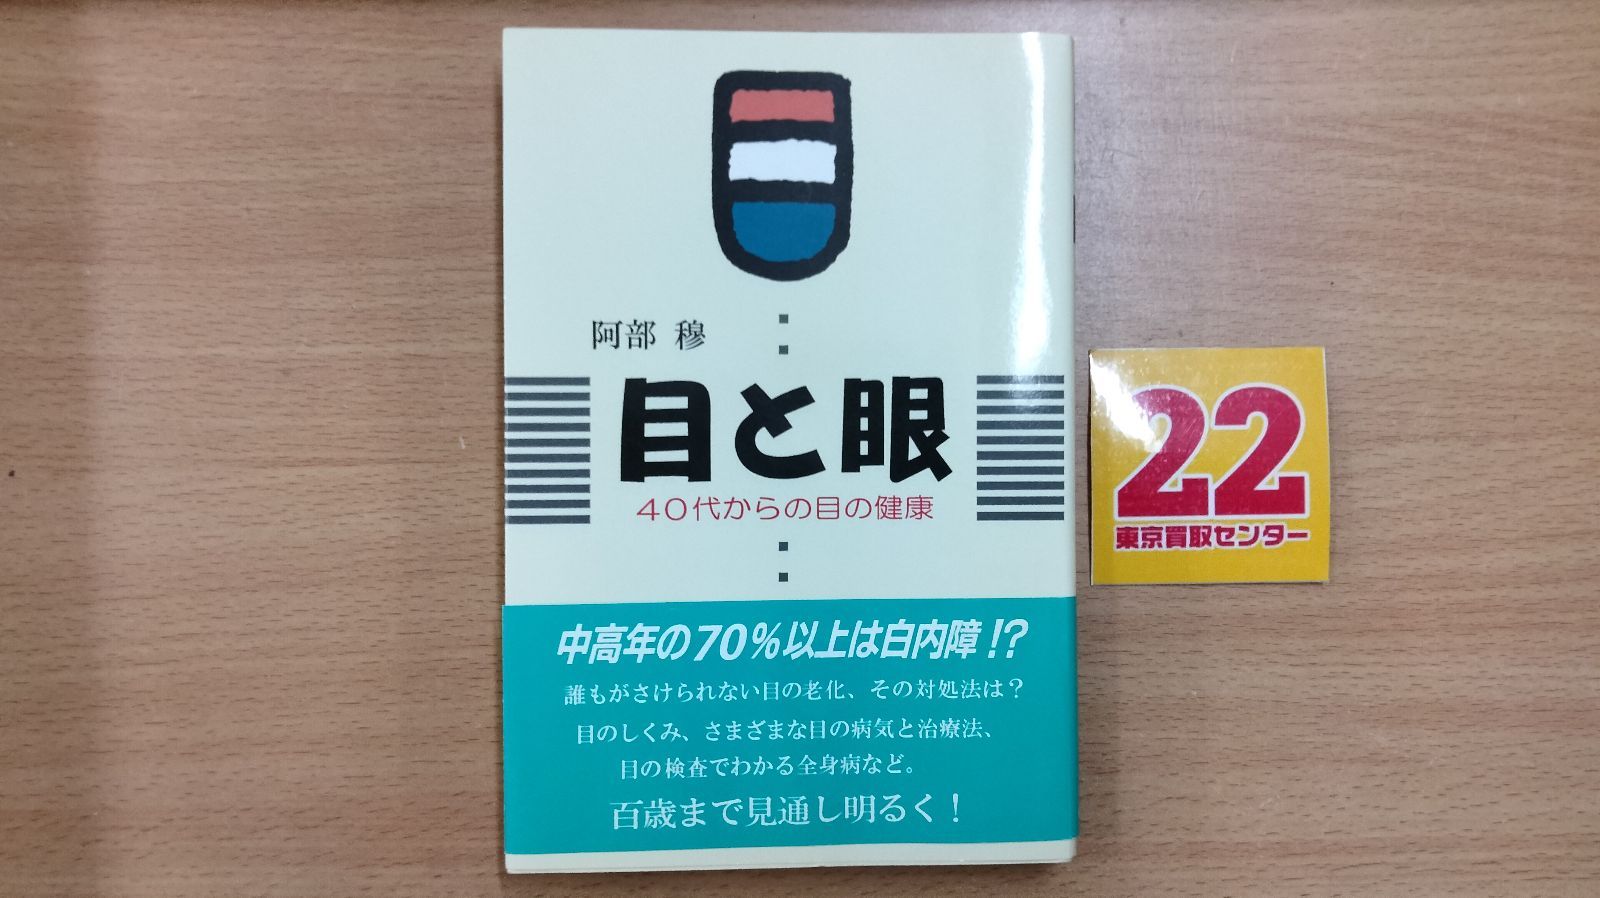 阿部 穆
目と眼
40代からの目の健康
中高年の70%以上は白内障!?
誰もがさけられない目の老化、その対処法は?
目のしくみ、さまざまな目の病気と治療法、
目の検査でわかる全身病など。
百歳まで見通し明るく!
22
東京買取センター